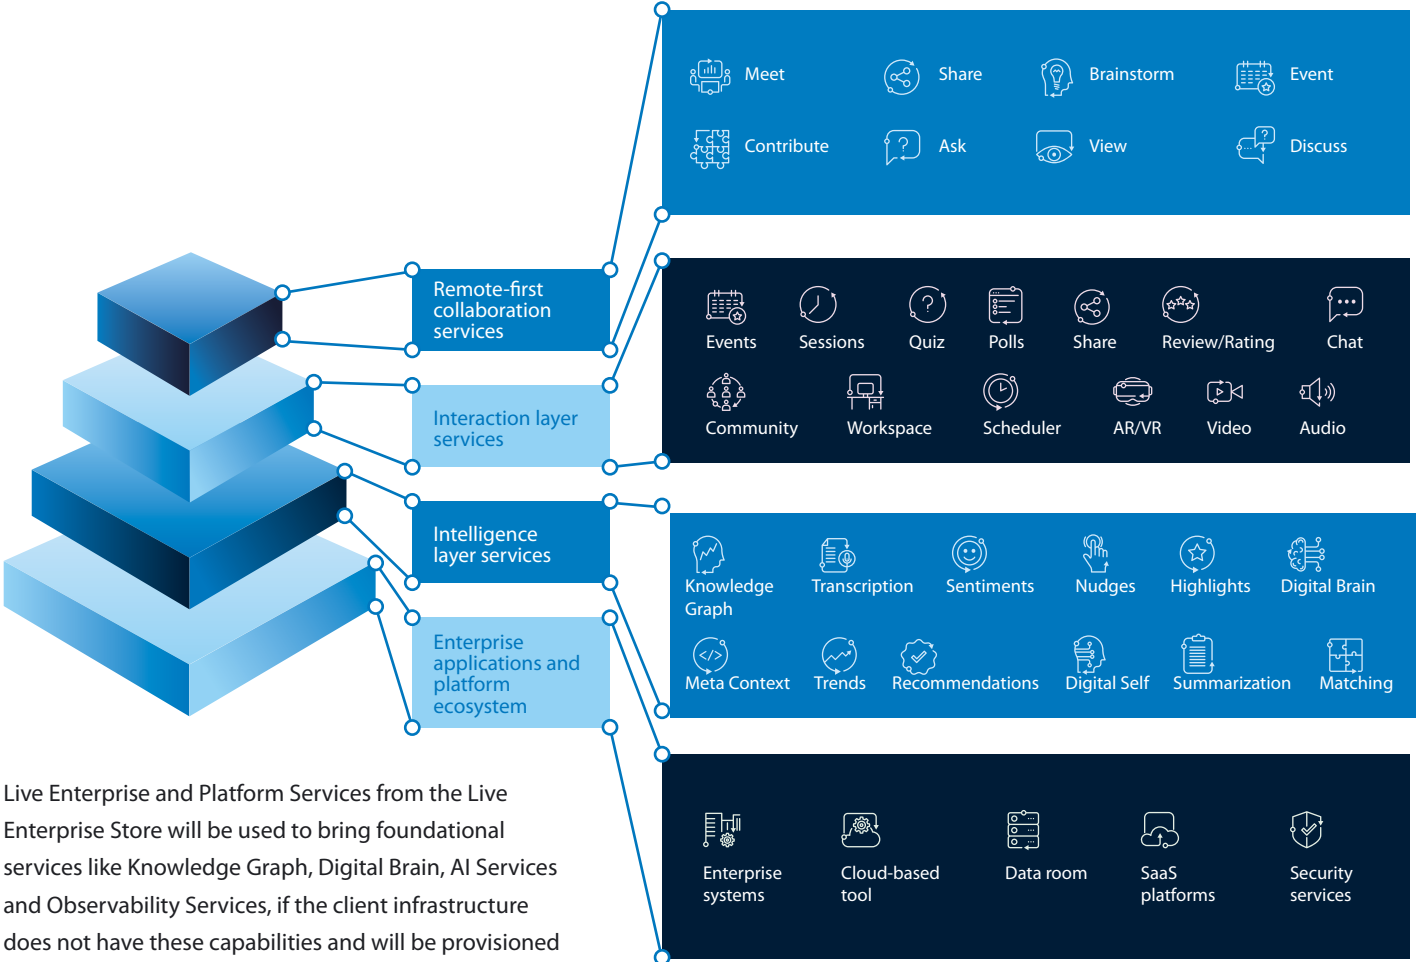 Meet
Share
Brainstorm
Event
Contribute
Ask
View
Discuss
Remote-first
collaboration
services
Events
Sessions
Quiz
Polls
Share
Review/Rating
Chat
Community
Workspace
Scheduler
AR/VR
Video
Audio
Interaction layer
services
Intelligence
layer services
Knowledge
Graph
Transcription
Sentiments
Nudges
Highlights
Digital Brain
Meta Context
Trends
Recommendations
Digital Self
Summarization
Matching
Enterprise
applications and
platform
ecosystem
Enterprise
systems
Cloud-based
tool
Data room
SaaS
platforms
Security
services
Live Enterprise and Platform Services from the Live
Enterprise Store will be used to bring foundational
services like Knowledge Graph, Digital Brain, AI Services
and Observability Services, if the client infrastructure
does not have these capabilities and will be provisioned